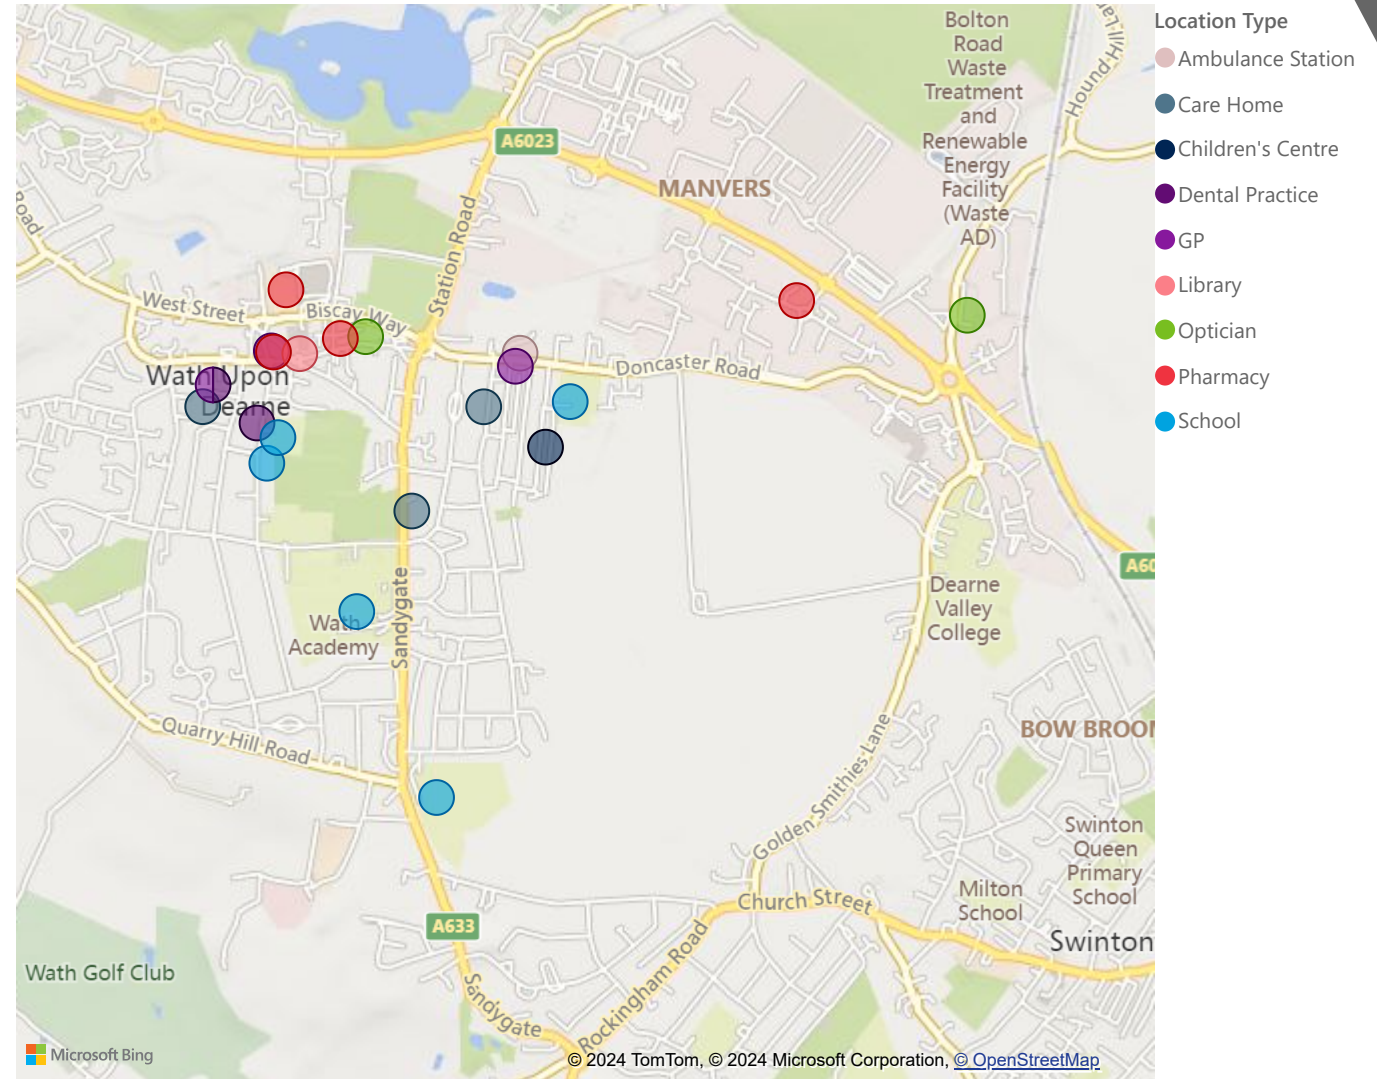 Bolton
Road
Waste
Treatment
and
Renewable
Energy
Facility
(Waste
AD)
Location Type
Ambulance Station
Care Home
Children's Centre
Dental Practice
GP
Library
Optician
Pharmacy
School
A6023
MANVERS
Road
Station Road
West Street
Biscay Way
Wath Upon
Dearne
Doncaster Road
A60
Dearne
Valley
College
Sandygate
Wath
Academy
Quarry Hill Road
BOW BROOM
Golden Smithies Lane
Swinton
Queen
Primary
School
Milton
School
Church Street
A633
Swinton
Wath Golf Club
Sandygate
Rockingham Road
Microsoft Bing
© 2024 TomTom, © 2024 Microsoft Corporation, © OpenStreetMap